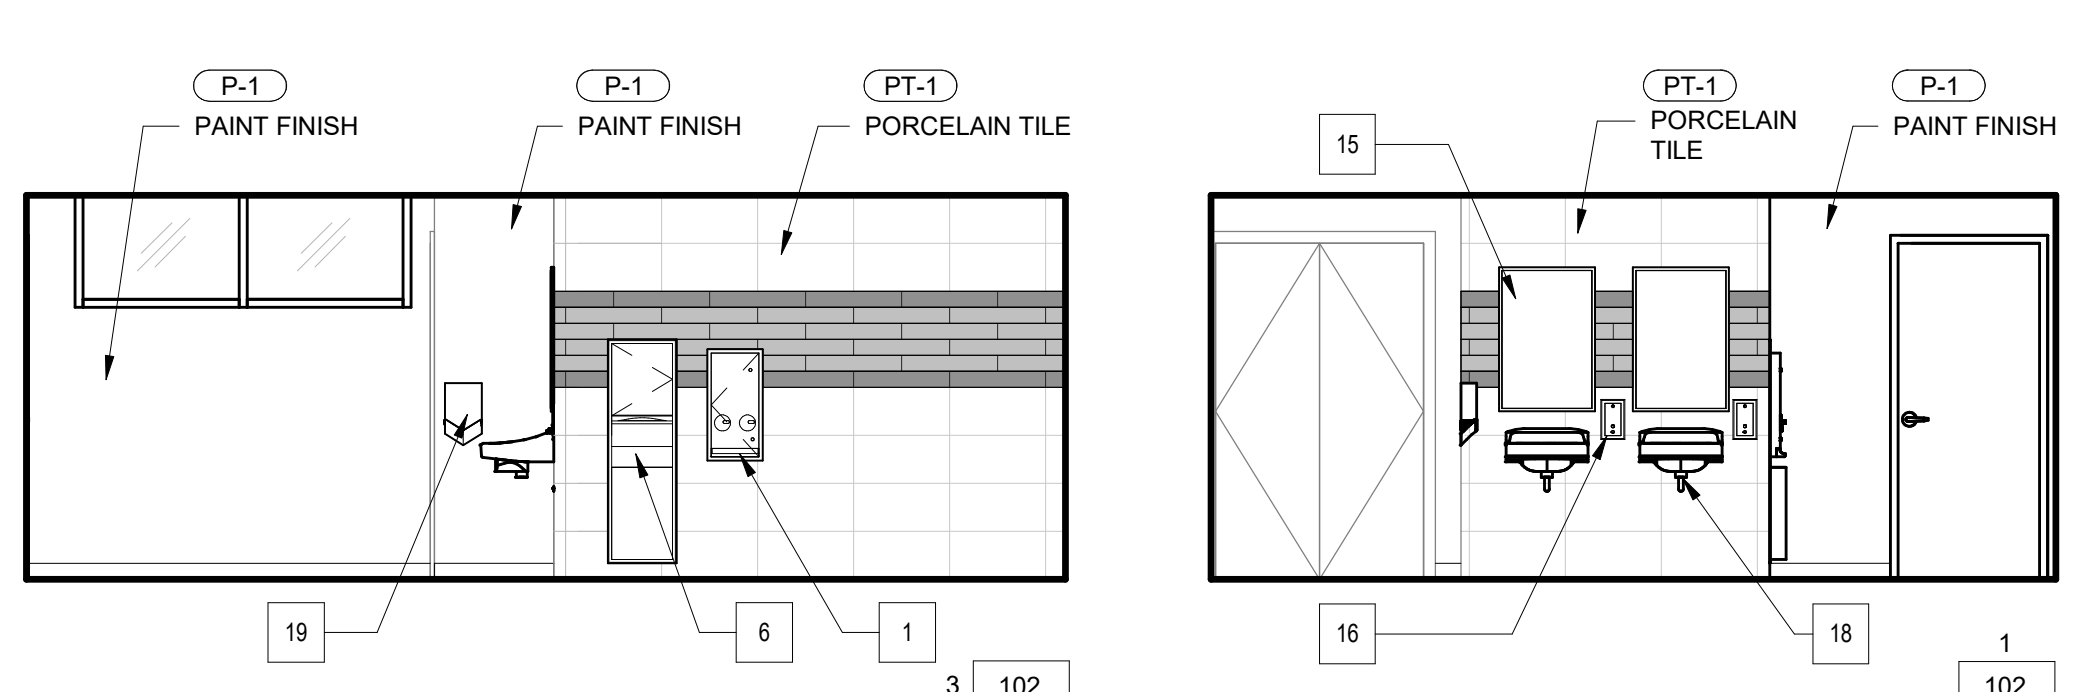 P-1
PAINT FINISH
P-1
PAINT FINISH
PT-1
PORCELAIN TILE
19
6
1
3
102
15
PT-1
PORCELAIN
TILE
P-1
PAINT FINISH
16
18
1
102